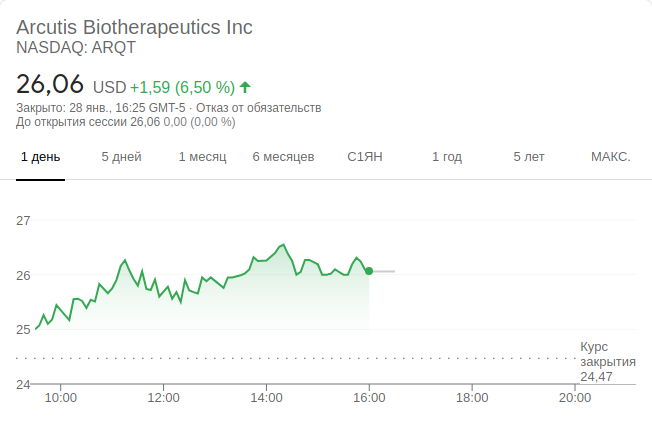 Arcutis Biotherapeutics Inc
NASDAQ: ARQT
26,06 USD +1,59 (6,50 %)
Закрыто: 28 янв., 16:25 GMT-5 · Отказ от обязательств
До открытия сессии 26,06 0,00 (0,00 %)
1 день 5 дней 1 месяц 6 месяцев С1ЯН 1 год 5 лет МАКС.
27
26
25
Курс
закрытия
24,47
24
10:00 12:00 14:00 16:00 18:00 20:00